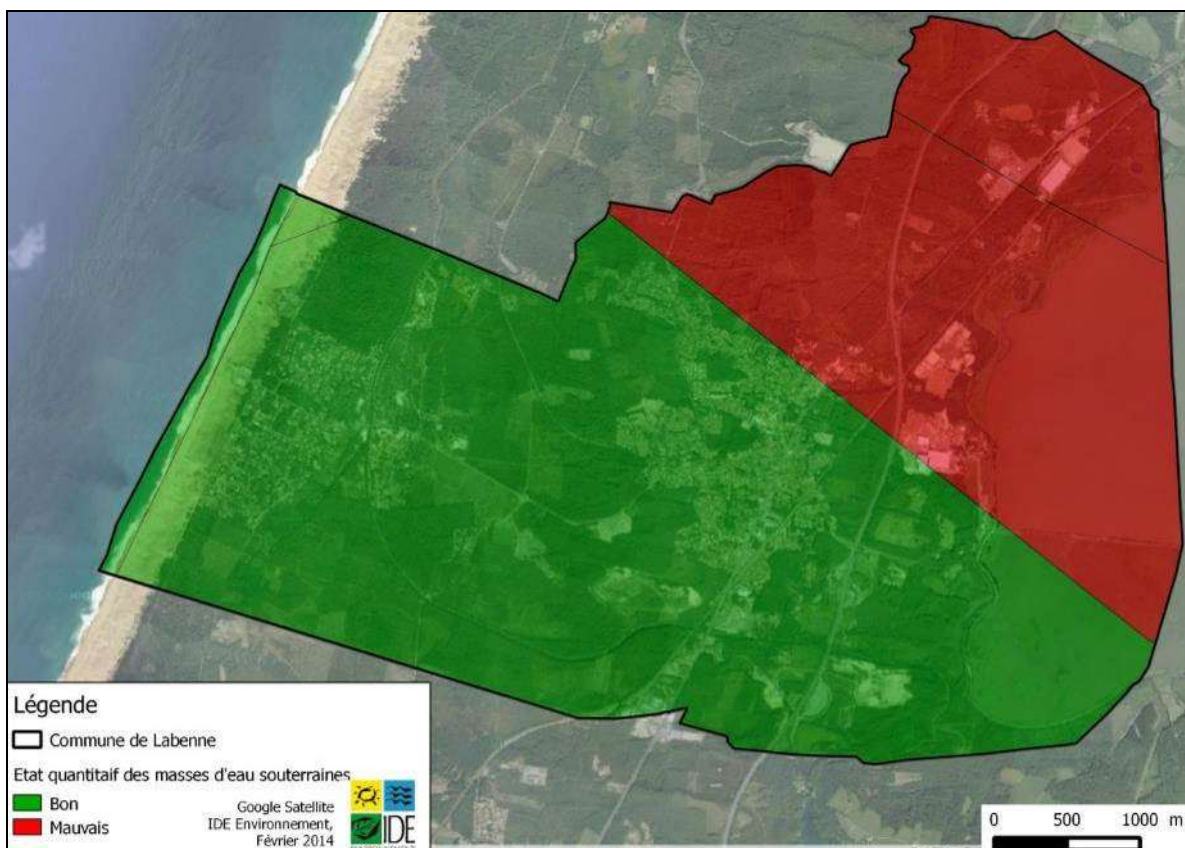 Légende
Commune de Labenne
Etat quantitaif des masses d'eau souterraines
Bon
Mauvais
Google Satellite
IDE Environnement,
Février 2014
IDE
0 500 1000 m